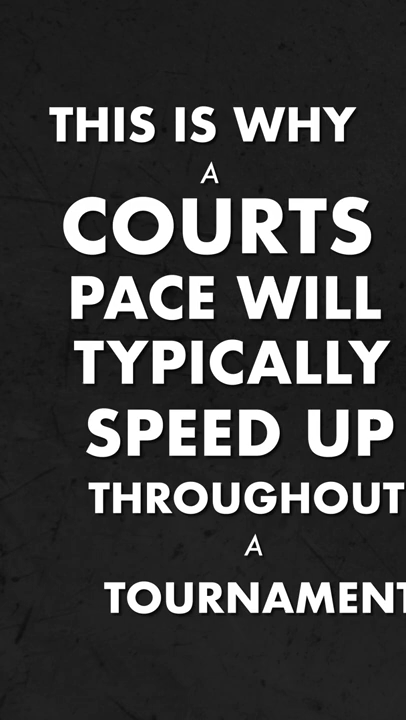 THIS IS WHY
A
COURTS
PACE WILL
TYPICALLY
SPEED UP
THROUGHOUT
A
TOURNAMENT